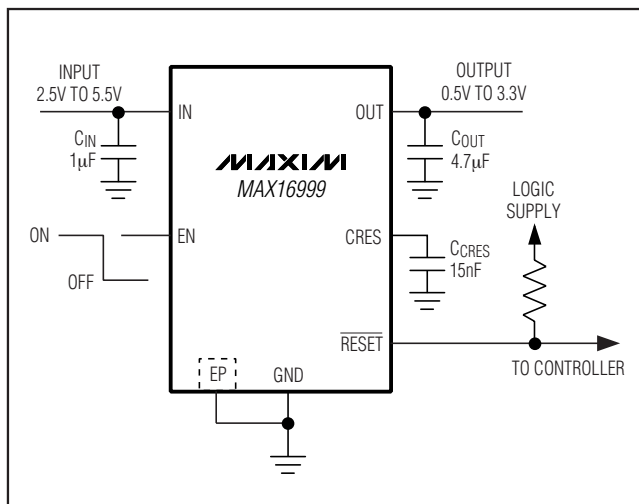 INPUT
2.5V TO 5.5V
OUTPUT
0.5V TO 3.3V
IN
OUT
CIN
1μF
COUT
4.7μF
MAXIM
MAX16999
LOGIC
SUPPLY
ON
EN
OFF
CRES
CCRES
15nF
RESET
TO CONTROLLER
EP
GND